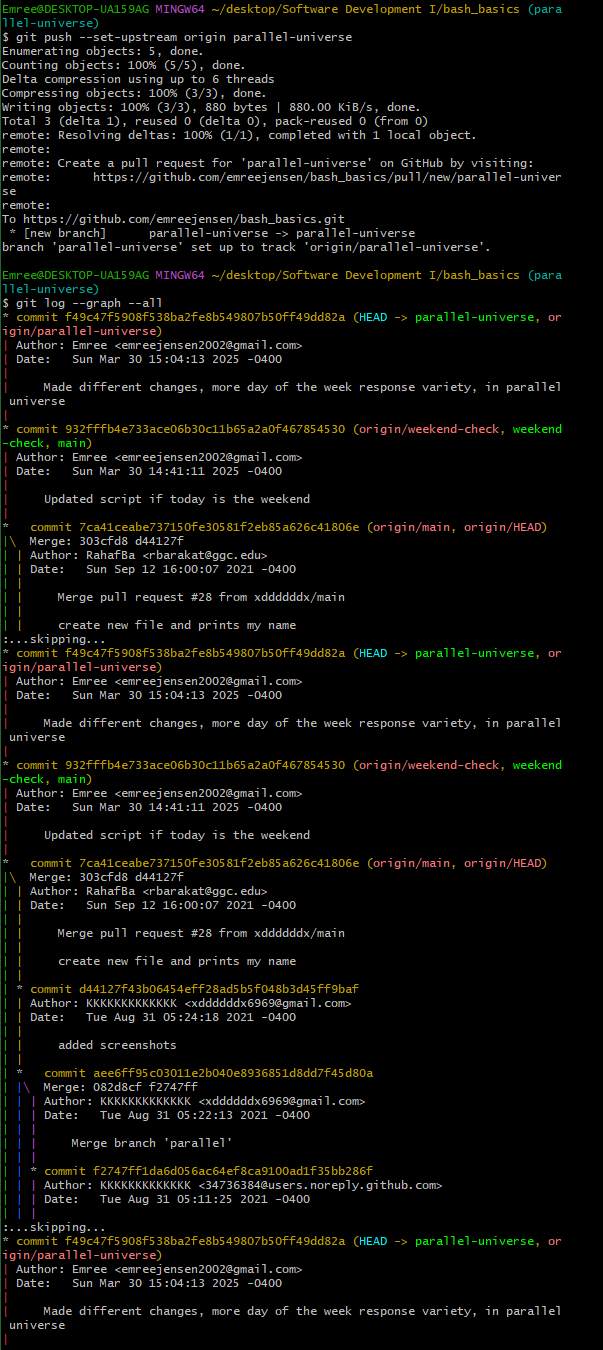 Emree@DESKTOP-UA159AG MINGW64 ~/desktop/Software Development I/bash_basics (para
llel-universe)
$ git push --set-upstream origin parallel-universe
Enumerating objects: 5, done.
Counting objects: 100% (5/5), done.
Delta compression using up to 6 threads
Compressing objects: 100% (3/3), done.
Writing objects: 100% (3/3), 880 bytes | 880.00 KiB/s, done.
Total 3 (delta 1), reused 0 (delta 0), pack-reused 0 (from 0)
remote: Resolving deltas: 100% (1/1), completed with 1 local object.
remote:
remote: Create a pull request for 'parallel-universe' on GitHub by visiting:
remote:      https://github.com/emreejensen/bash_basics/pull/new/parallel-univer
se
remote:
To https://github.com/emreejensen/bash_basics.git
 * [new branch]      parallel-universe -> parallel-universe
branch 'parallel-universe' set up to track 'origin/parallel-universe'.

Emree@DESKTOP-UA159AG MINGW64 ~/desktop/Software Development I/bash_basics (para
llel-universe)
$ git log --graph --all
* commit f49c47f5908f538ba2fe8b549807b50ff49dd82a (HEAD -> parallel-universe, or
igin/parallel-universe)
| Author: Emree <emreejensen2002@gmail.com>
| Date:   Sun Mar 30 15:04:13 2025 -0400
|
|     Made different changes, more day of the week response variety, in parallel
 universe
|
* commit 932fffb4e733ace06b30c11b65a2a0f467854530 (origin/weekend-check, weekend
-check, main)
| Author: Emree <emreejensen2002@gmail.com>
| Date:   Sun Mar 30 14:41:11 2025 -0400
|
|     Updated script if today is the weekend
|
*   commit 7ca41ceabe737150fe30581f2eb85a626c41806e (origin/main, origin/HEAD)
|\  Merge: 303cfd8 d44127f
| | Author: RahafBa <rbarakat@ggc.edu>
| | Date:   Sun Sep 12 16:00:07 2021 -0400
| |
| |     Merge pull request #28 from xddddddx/main
| |
| |     create new file and prints my name
:...skipping...
* commit f49c47f5908f538ba2fe8b549807b50ff49dd82a (HEAD -> parallel-universe, or
igin/parallel-universe)
| Author: Emree <emreejensen2002@gmail.com>
| Date:   Sun Mar 30 15:04:13 2025 -0400
|
|     Made different changes, more day of the week response variety, in parallel
 universe
|
* commit 932fffb4e733ace06b30c11b65a2a0f467854530 (origin/weekend-check, weekend
-check, main)
| Author: Emree <emreejensen2002@gmail.com>
| Date:   Sun Mar 30 14:41:11 2025 -0400
|
|     Updated script if today is the weekend
|
*   commit 7ca41ceabe737150fe30581f2eb85a626c41806e (origin/main, origin/HEAD)
|\  Merge: 303cfd8 d44127f
| | Author: RahafBa <rbarakat@ggc.edu>
| | Date:   Sun Sep 12 16:00:07 2021 -0400
| |
| |     Merge pull request #28 from xddddddx/main
| |
| |     create new file and prints my name
| |
| * commit d44127f43b06454eff28ad5b5f048b3d45ff9baf
| | Author: KKKKKKKKKKKKK <xddddddx6969@gmail.com>
| | Date:   Tue Aug 31 05:24:18 2021 -0400
| |
| |     added screenshots
| |
| *   commit aee6ff95c03011e2b040e8936851d8dd7f45d80a
| |\  Merge: 082d8cf f2747ff
| | | Author: KKKKKKKKKKKKK <xddddddx6969@gmail.com>
| | | Date:   Tue Aug 31 05:22:13 2021 -0400
| | |
| | |     Merge branch 'parallel'
| | |
| | * commit f2747ff1da6d056ac64ef8ca9100ad1f35bb286f
| | | Author: KKKKKKKKKKKKK <34736384@users.noreply.github.com>
| | | Date:   Tue Aug 31 05:11:25 2021 -0400
| | |
:...skipping...
* commit f49c47f5908f538ba2fe8b549807b50ff49dd82a (HEAD -> parallel-universe, or
igin/parallel-universe)
| Author: Emree <emreejensen2002@gmail.com>
| Date:   Sun Mar 30 15:04:13 2025 -0400
|
|     Made different changes, more day of the week response variety, in parallel
 universe
|